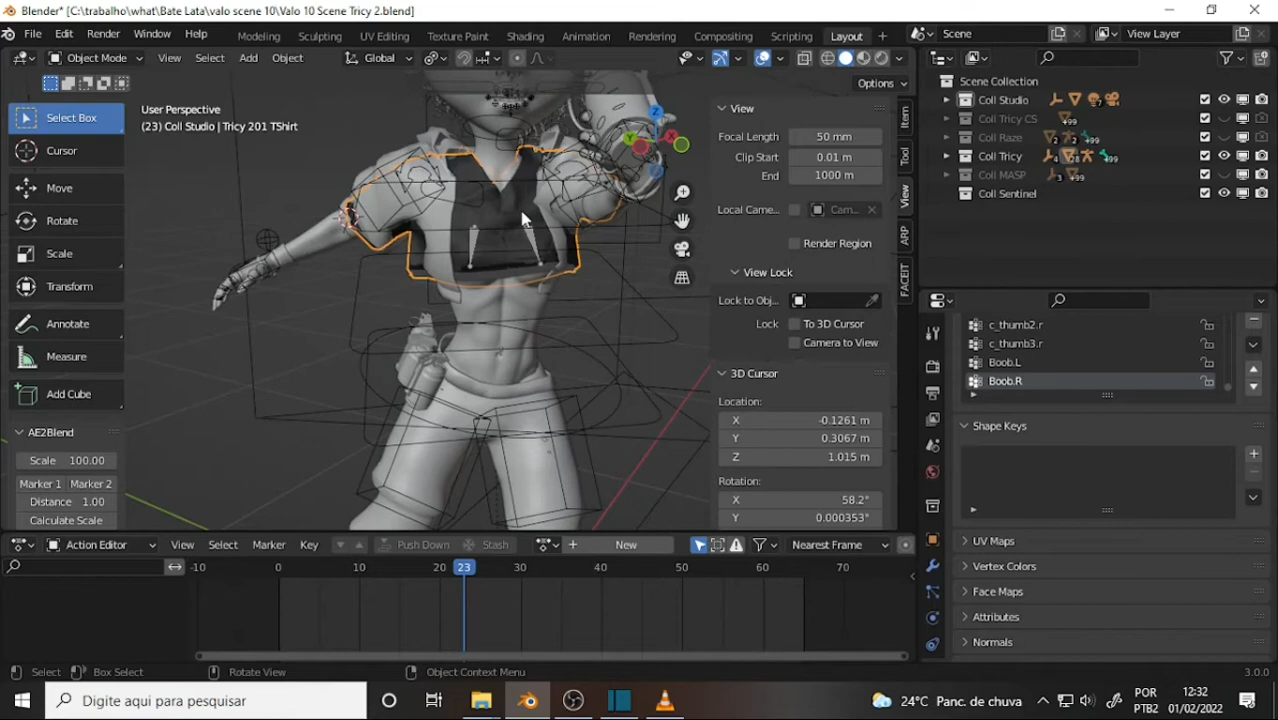 Blender* [C:\trabalho\what\Bate Lata\valo scene 10\Valo 10 Scene Tricy 2.blend]
File Edit Render Window Help Modeling Sculpting UV Editing Texture Paint Shading Animation Rendering Compositing Scripting Layout + Scene View Layer
Object Mode View Select Add Object Global
Options
Select Box
Cursor
Move
Rotate
Scale
Transform
Annotate
Measure
Add Cube
AE2Blend
Scale 100.00
Marker 1 Marker 2
Distance 1.00
Calculate Scale
User Perspective
(23) Coll Studio | Tricy 201 TShirt
View
Focal Length 50 mm
Clip Start 0.01 m
End 1000 m
Local Came... Cam...
Render Region
View Lock
Lock to Obj...
Lock To 3D Cursor
Camera to View
3D Cursor
Location:
X -0.1261 m
Y 0.3067 m
Z 1.015 m
Rotation:
X 58.2°
Y 0.000353°
Item
Tool
View
ARP
FACEIT
Scene Collection
Coll Studio 7
Coll Tricy CS +99
Coll Raze 2 2 +99
Coll Tricy 4 28 +99
Coll MASP 3 +99
Coll Sentinel
c_thumb2.r
c_thumb3.r
Boob.L
Boob.R
Shape Keys
UV Maps
Vertex Colors
Face Maps
Attributes
Normals
Action Editor View Select Marker Key Push Down Stash New Nearest Frame
-10 0 10 20 23 30 40 50 60 70
Select Box Select Rotate View Object Context Menu 3.0.0
Digite aqui para pesquisar
24°C Panc. de chuva
POR
PTB2
12:32
01/02/2022